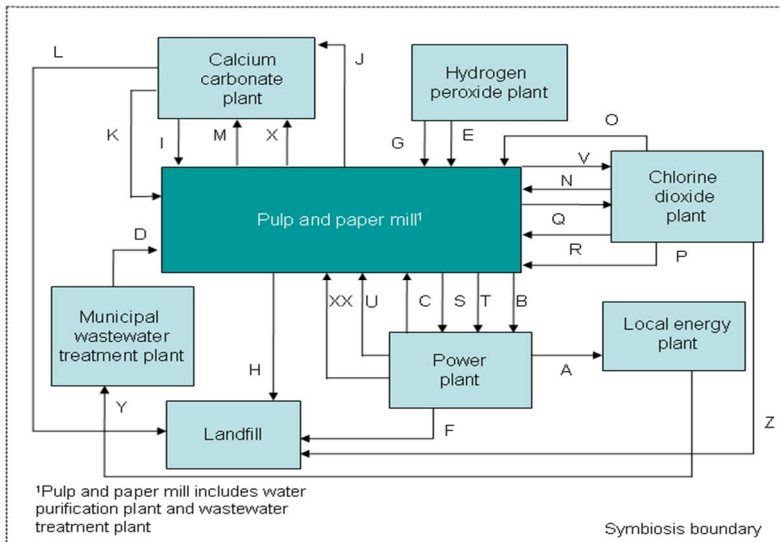 L
Calcium
carbonate
plant
J
Hydrogen
peroxide plant
O
K
I
M
X
G
E
V
N
Chlorine
dioxide
plant
Pulp and paper mill¹
Q
D
R
P
Municipal
wastewater
treatment plant
XX
U
C
S
T
B
Local energy
plant
Power
plant
A
H
Y
F
Z
Landfill
¹Pulp and paper mill includes water
purification plant and wastewater
treatment plant
Symbiosis boundary